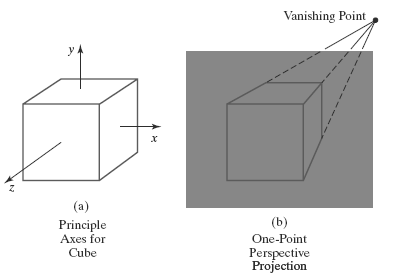 Vanishing Point
y
x
z
(a)
Principle
Axes for
Cube
(b)
One-Point
Perspective
Projection